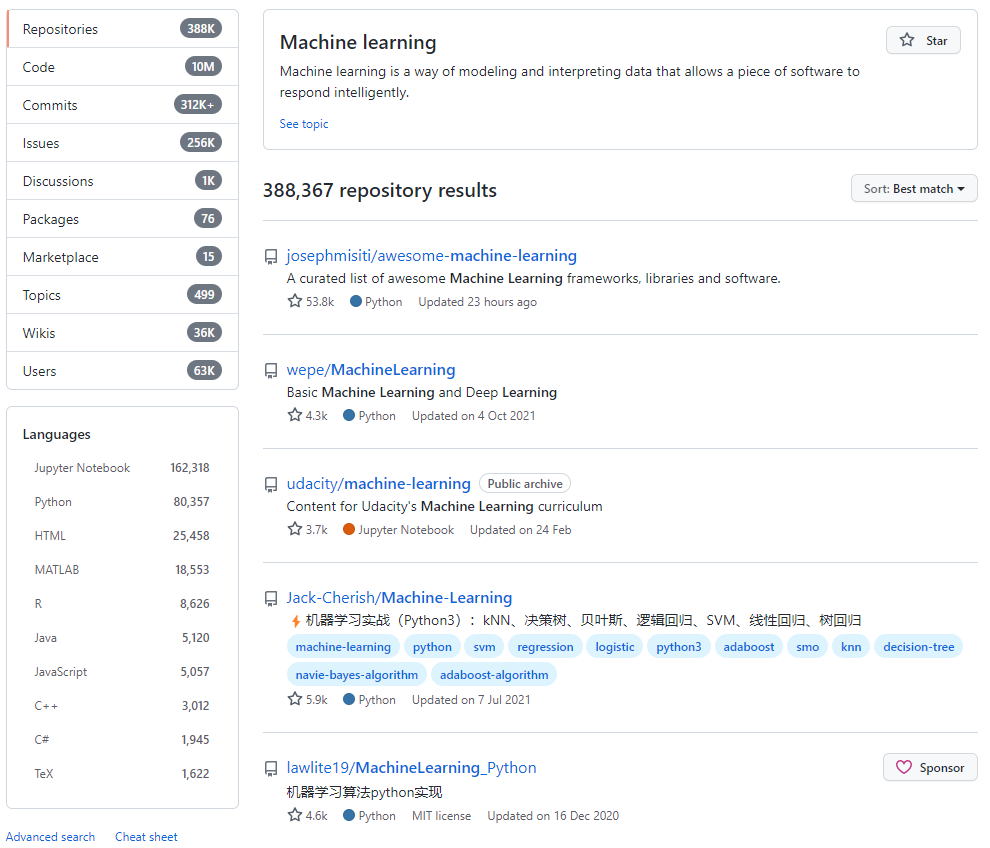 Repositories 388K
Code 10M
Commits 312K+
Issues 256K
Discussions 1K
Packages 76
Marketplace 15
Topics 499
Wikis 36K
Users 63K
Languages
Jupyter Notebook 162,318
Python 80,357
HTML 25,458
MATLAB 18,553
R 8,626
Java 5,120
JavaScript 5,057
C++ 3,012
C# 1,945
TeX 1,622
Advanced search Cheat sheet
Machine learning
Star
Machine learning is a way of modeling and interpreting data that allows a piece of software to
respond intelligently.
See topic
388,367 repository results
Sort: Best match
josephmisiti/awesome-machine-learning
A curated list of awesome Machine Learning frameworks, libraries and software.
53.8k Python Updated 23 hours ago
wepe/MachineLearning
Basic Machine Learning and Deep Learning
4.3k Python Updated on 4 Oct 2021
udacity/machine-learning Public archive
Content for Udacity's Machine Learning curriculum
3.7k Jupyter Notebook Updated on 24 Feb
Jack-Cherish/Machine-Learning
⚡机器学习实战（Python3）：kNN、决策树、贝叶斯、逻辑回归、SVM、线性回归、树回归
machine-learning python svm regression logistic python3 adaboost smo knn decision-tree
navie-bayes-algorithm adaboost-algorithm
5.9k Python Updated on 7 Jul 2021
lawlite19/MachineLearning_Python
Sponsor
机器学习算法python实现
4.6k Python MIT license Updated on 16 Dec 2020